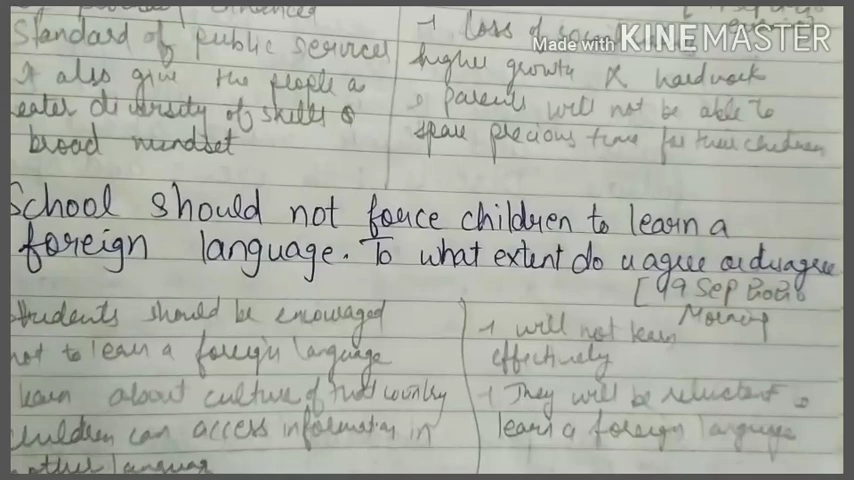 enhanced
Standard of public services
It also give the people a
diversity of skills &
broad mindset
+ loss of
higher growth & hardwork
parents will not be able to
spare precious time for their children
Made with KINEMASTER
School should not force children to learn a
foreign language. To what extent do u agree or disagree
[19 Sep 2020
Morning
Students should be encouraged
not to learn a foreign language
learn about culture of that country
children can access information in
language
+ will not learn
effectively
+ They will be reluctant
learn a foreign language